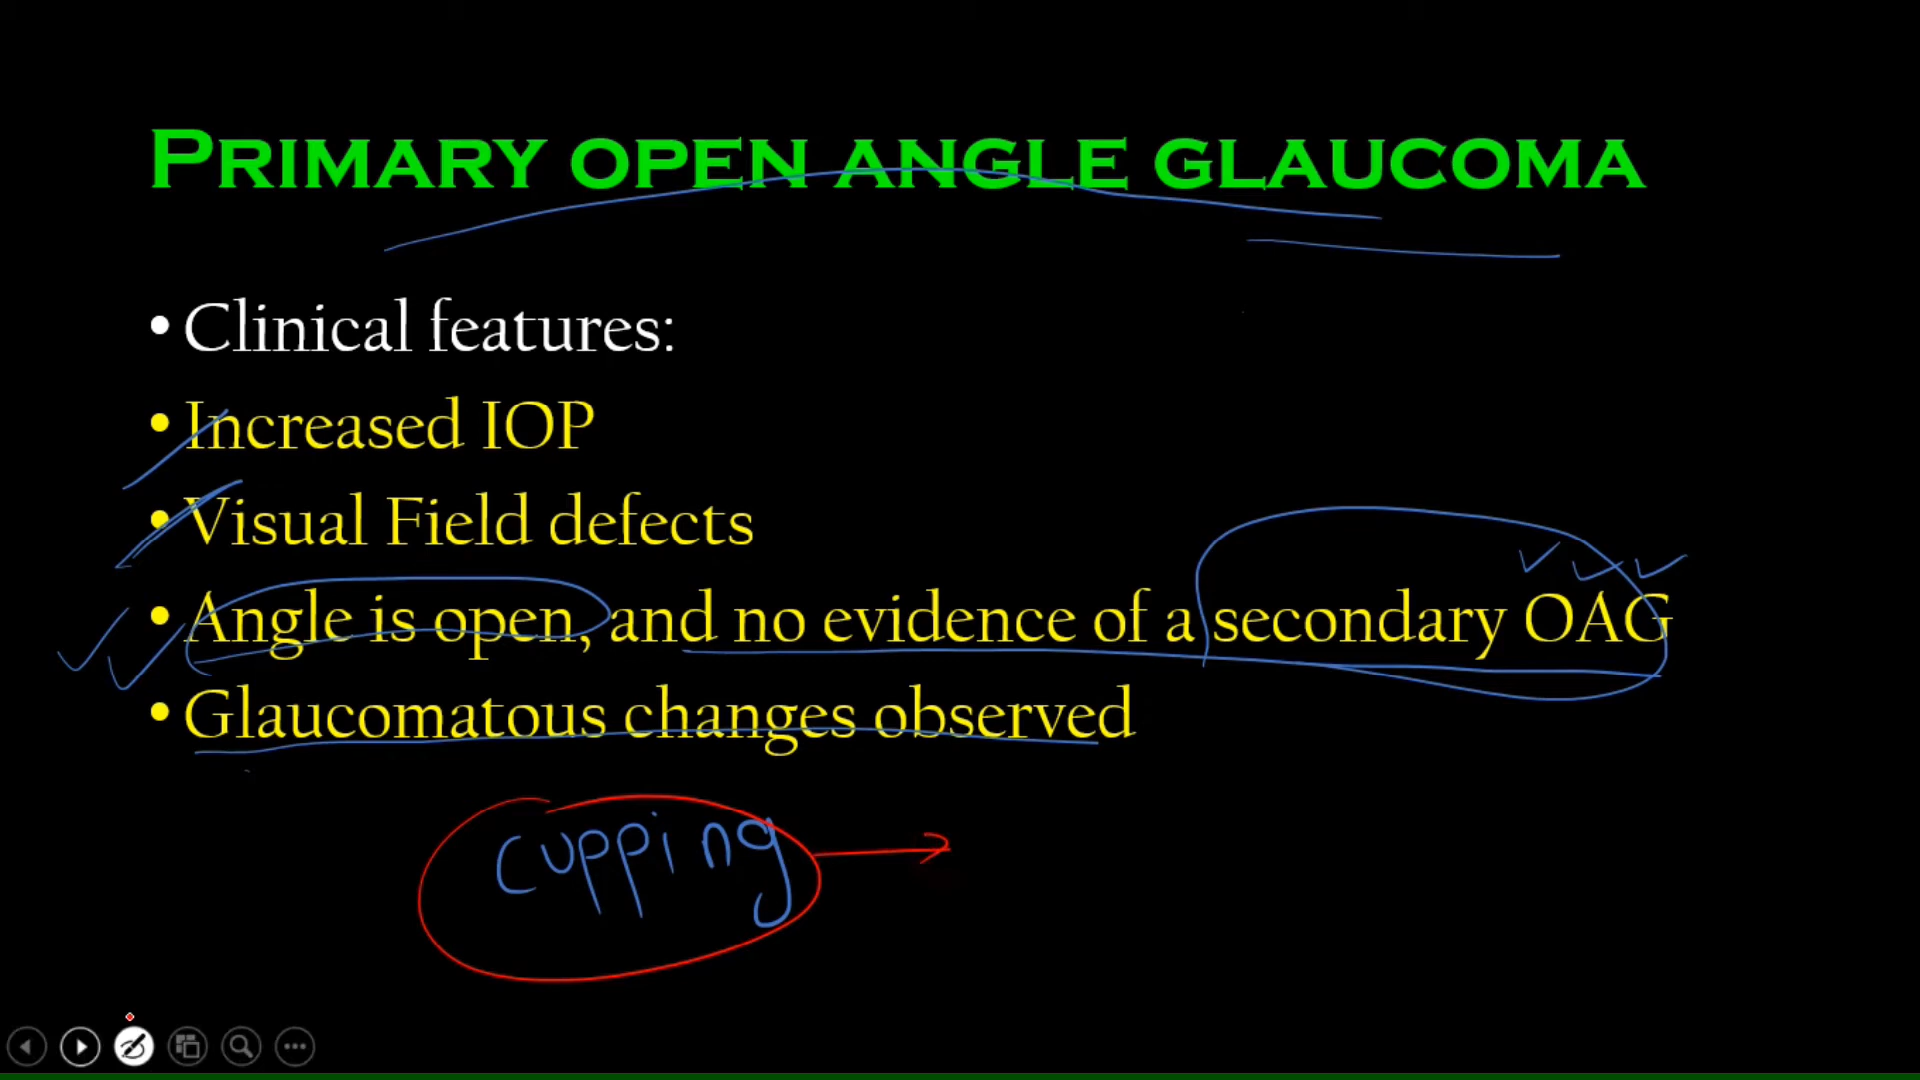 PRIMARY OPEN ANGLE GLAUCOMA
• Clinical features:
• Increased IOP
• Visual Field defects
• Angle is open, and no evidence of a secondary OAG
• Glaucomatous changes observed
cupping